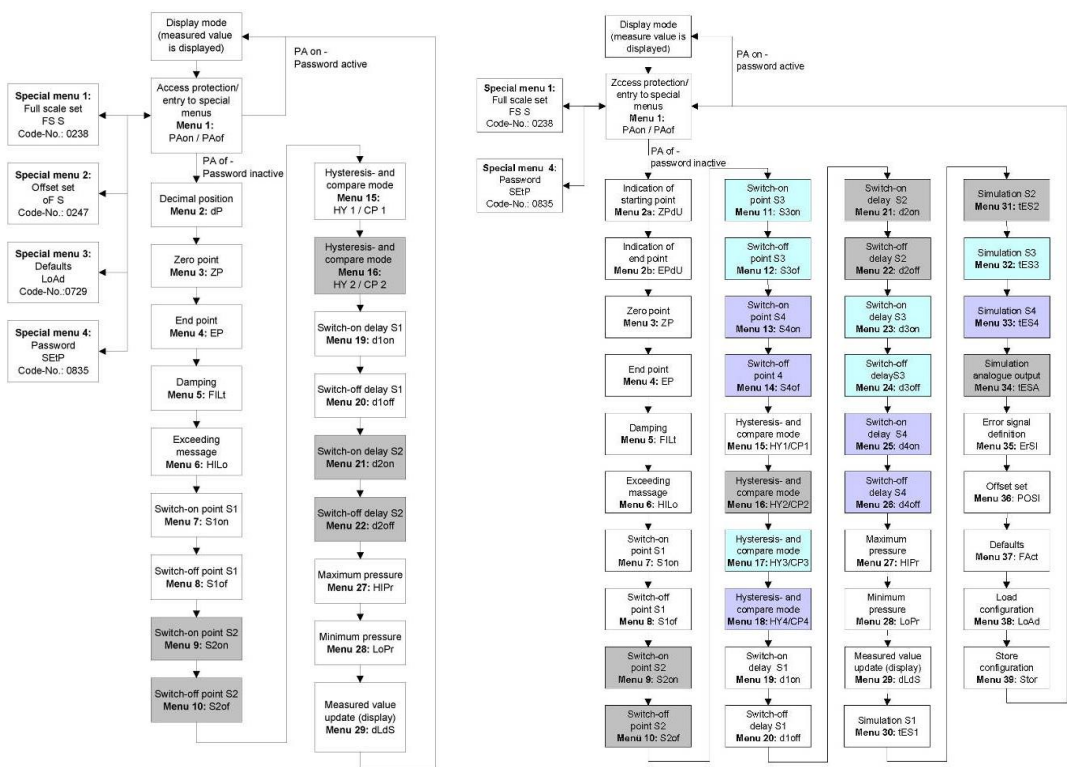 Display mode
(measured value
is displayed)
PA on -
Password active
Special menu 1:
Full scale set
FS S
Code-No.: 0238
Access protection/
entry to special
menus
Menu 1:
PAon / PAof
PA of -
Password inactive
Special menu 2:
Offset set
oF S
Code-No.: 0247
Special menu 3:
Defaults
LoAd
Code-No.:0729
Special menu 4:
Password
SEtP
Code-No.: 0835
Decimal position
Menu 2: dP
Zero point
Menu 3: ZP
End point
Menu 4: EP
Damping
Menu 5: FILt
Exceeding
message
Menu 6: HILo
Switch-on point S1
Menu 7: S1on
Switch-off point S1
Menu 8: S1of
Switch-on point S2
Menu 9: S2on
Switch-off point S2
Menu 10: S2of
Hysteresis- and
compare mode
Menu 15:
HY 1 / CP 1
Hysteresis- and
compare mode
Menu 16:
HY 2 / CP 2
Switch-on delay S1
Menu 19: d1on
Switch-off delay S1
Menu 20: d1off
Switch-on delay S2
Menu 21: d2on
Switch-off delay S2
Menu 22: d2off
Maximum pressure
Menu 27: HIPr
Minimum pressure
Menu 28: LoPr
Measured value
update (display)
Menu 29: dLdS
Display mode
(measure value is
displayed)
PA on -
password active
Special menu 1:
Full scale set
FS S
Code-No.: 0238
Zccess protection/
entry to special
menus
Menu 1:
PAon / PAof
PA of -
password inactive
Special menu 4:
Password
SEtP
Code-No.: 0835
Indication of
starting point
Menu 2a: ZPdU
Indication of
end point
Menu 2b: EPdU
Zero point
Menu 3: ZP
End point
Menu 4: EP
Damping
Menu 5: FILt
Exceeding
massage
Menu 6: HILo
Switch-on
point S1
Menu 7: S1on
Switch-off
point S1
Menu 8: S1of
Switch-on
point S2
Menu 9: S2on
Switch-off
point S2
Menu 10: S2of
Switch-on
point S3
Menu 11: S3on
Switch-off
point S3
Menu 12: S3of
Switch-on
point S4
Menu 13: S4on
Switch-off
point 4
Menu 14: S4of
Hysteresis- and
compare mode
Menu 15: HY1/CP1
Hysteresis- and
compare mode
Menu 16: HY2/CP2
Hysteresis- and
compare mode
Menu 17: HY3/CP3
Hysteresis- and
compare mode
Menu 18: HY4/CP4
Switch-on
delay S1
Menu 19: d1on
Switch-off
delay S1
Menu 20: d1off
Switch-on
delay S2
Menu 21: d2on
Switch-off
delay S2
Menu 22: d2off
Switch-on
delay S3
Menu 23: d3on
Switch-off
delayS3
Menu 24: d3off
Switch-on
delay S4
Menu 25: d4on
Switch-off
delay S4
Menu 26: d4off
Maximum
pressure
Menu 27: HIPr
Minimum
pressure
Menu 28: LoPr
Measured value
update (display)
Menu 29: dLdS
Simulation S1
Menu 30: tES1
Simulation S2
Menu 31: tES2
Simulation S3
Menu 32: tES3
Simulation S4
Menu 33: tES4
Simulation
analogue output
Menu 34: tESA
Error signal
definition
Menu 35: ErSI
Offset set
Menu 36: POSI
Defaults
Menu 37: FAct
Load
configuration
Menu 38: LoAd
Store
configuration
Menu 39: Stor